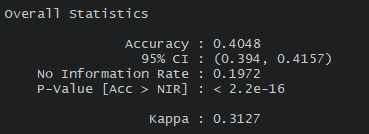 Overall Statistics
Accuracy : 0.4048
95% CI : (0.394, 0.4157)
No Information Rate : 0.1972
P-Value [Acc > NIR] : < 2.2e-16
Kappa : 0.3127